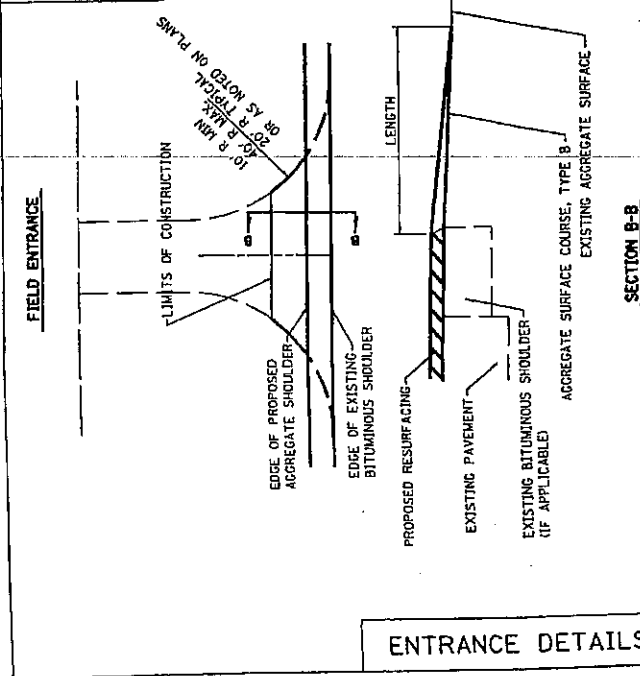 FIELD ENTRANCE
LIMITS OF CONSTRUCTION
10' R MIN
40' R MAX.
20' R TYPICAL
OR AS NOTED ON PLANS
B
B
EDGE OF PROPOSED
AGGREGATE SHOULDER
EDGE OF EXISTING
BITUMINOUS SHOULDER
LENGTH
PROPOSED RESURFACING
EXISTING PAVEMENT
EXISTING BITUMINOUS SHOULDER
(IF APPLICABLE)
AGGREGATE SURFACE COURSE, TYPE B
EXISTING AGGREGATE SURFACE
SECTION B-B
ENTRANCE DETAILS